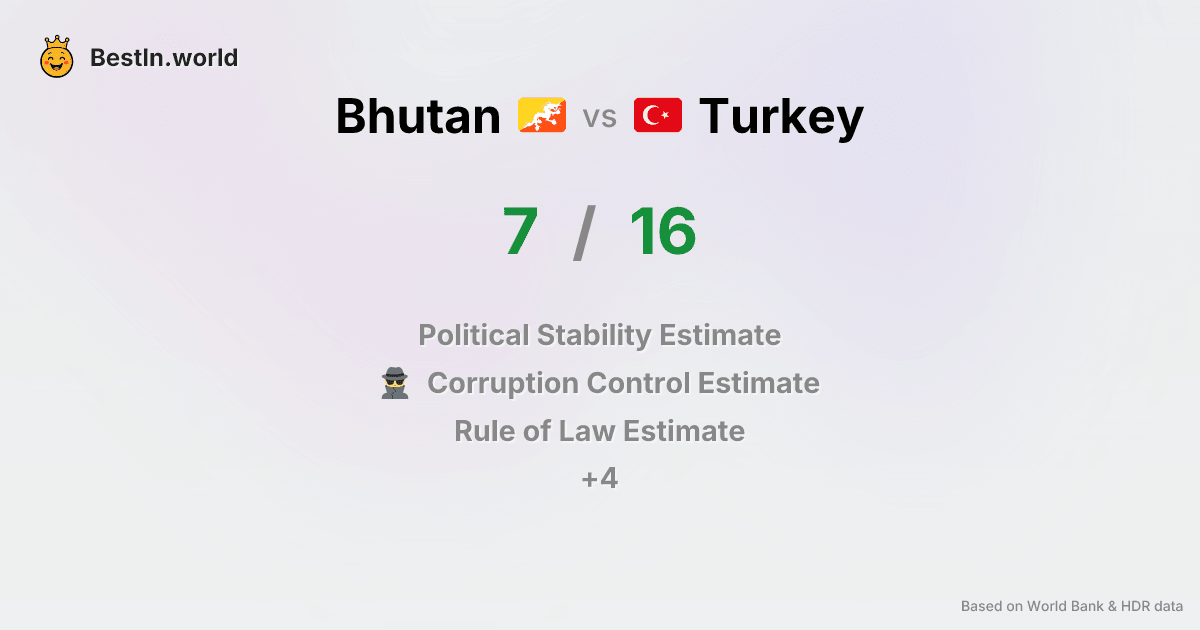 BestIn.world
Bhutan vs Turkey
7 / 16
Political Stability Estimate
Corruption Control Estimate
Rule of Law Estimate
+4
Based on World Bank & HDR data